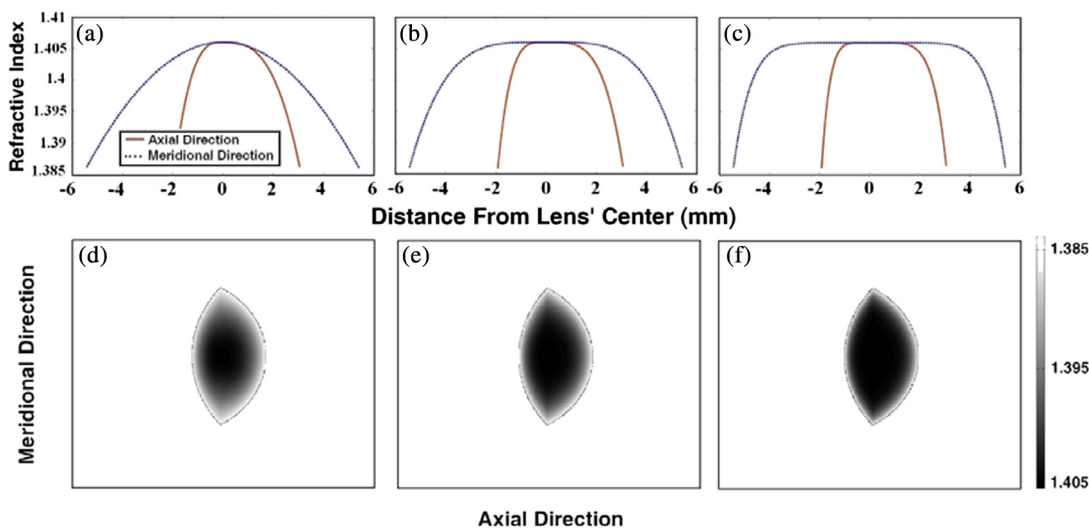 (a) (b) (c)
Refractive Index
1.41
1.405
1.4
1.395
1.39
1.385
Axial Direction
Meridional Direction
-6 -4 -2 0 2 4 6 -6 -4 -2 0 2 4 6 -6 -4 -2 0 2 4 6
Distance From Lens' Center (mm)
(d) (e) (f)
Meridional Direction
1.385
1.395
1.405
Axial Direction